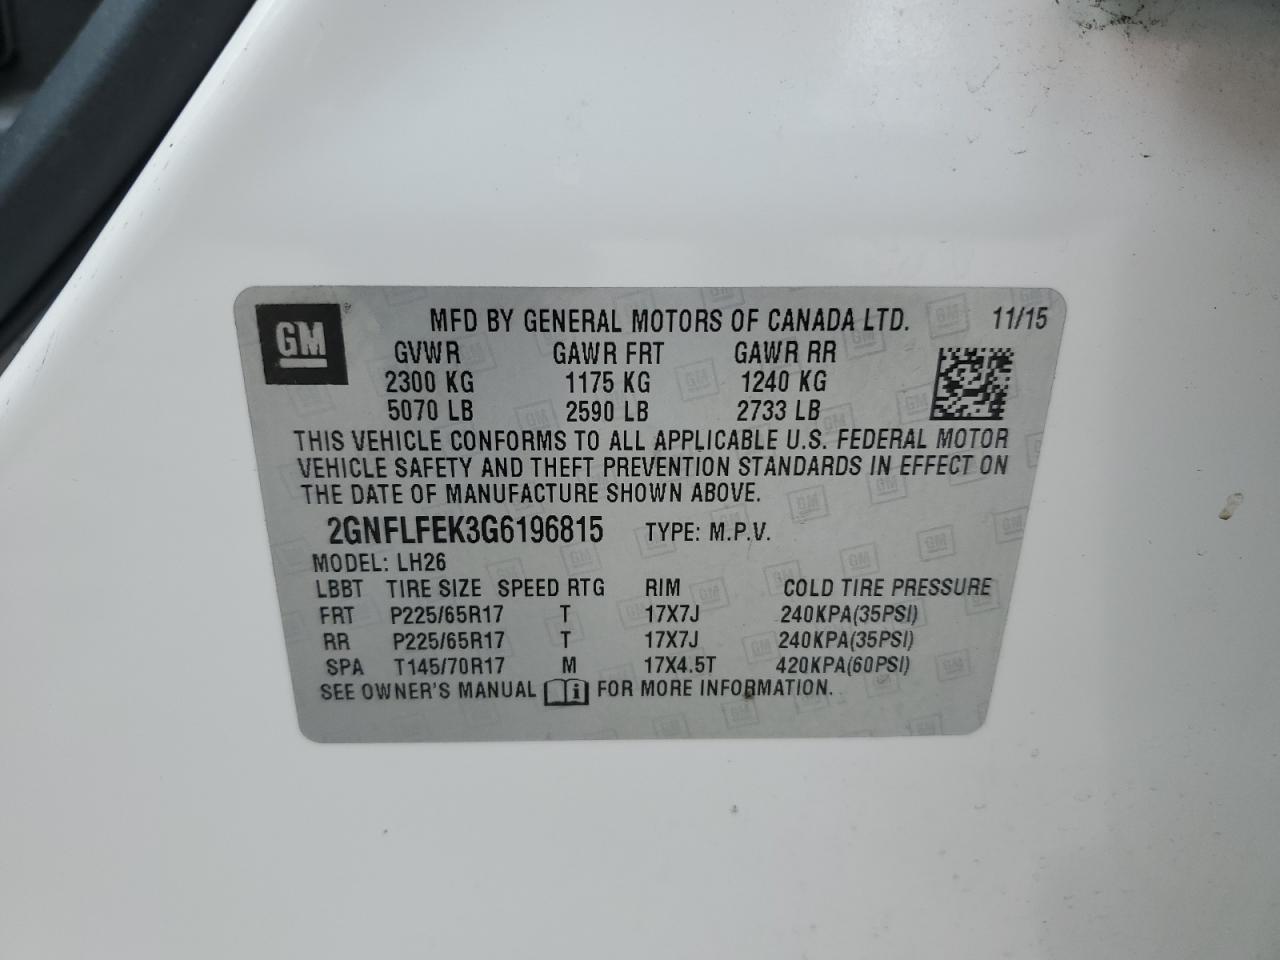 GM
MFD BY GENERAL MOTORS OF CANADA LTD. 11/15
GVWR GAWR FRT GAWR RR
2300 KG 1175 KG 1240 KG
5070 LB 2590 LB 2733 LB
THIS VEHICLE CONFORMS TO ALL APPLICABLE U.S. FEDERAL MOTOR
VEHICLE SAFETY AND THEFT PREVENTION STANDARDS IN EFFECT ON
THE DATE OF MANUFACTURE SHOWN ABOVE.
2GNFLFEK3G6196815 TYPE: M.P.V.
MODEL: LH26
LBBT TIRE SIZE SPEED RTG RIM COLD TIRE PRESSURE
FRT P225/65R17 T 17X7J 240KPA(35PSI)
RR P225/65R17 T 17X7J 240KPA(35PSI)
SPA T145/70R17 M 17X4.5T 420KPA(60PSI)
SEE OWNER'S MANUAL i FOR MORE INFORMATION.